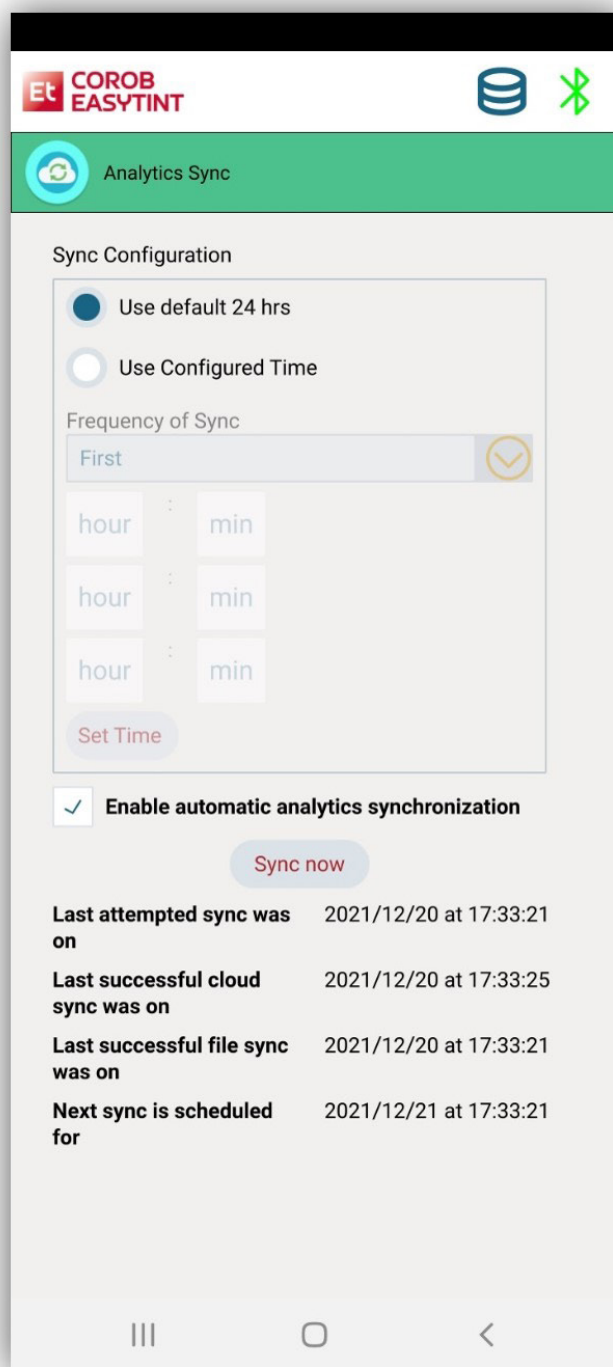 Et COROB
EASYTINT
Analytics Sync
Sync Configuration
Use default 24 hrs
Use Configured Time
Frequency of Sync
First
hour : min
hour : min
hour : min
Set Time
Enable automatic analytics synchronization
Sync now
Last attempted sync was 2021/12/20 at 17:33:21
on
Last successful cloud 2021/12/20 at 17:33:25
sync was on
Last successful file sync 2021/12/20 at 17:33:21
was on
Next sync is scheduled 2021/12/21 at 17:33:21
for